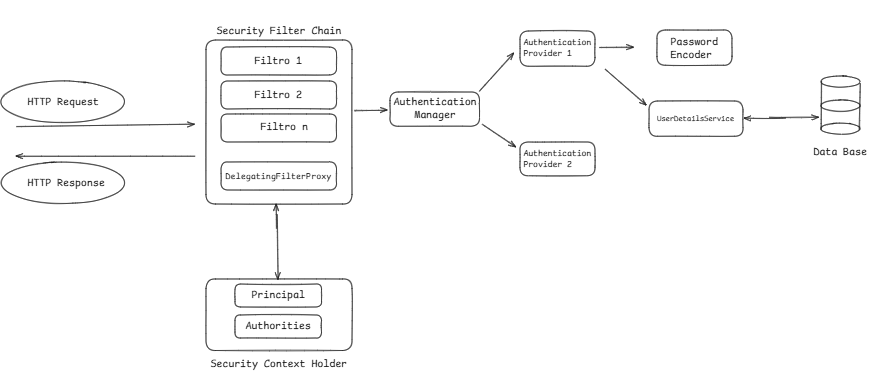 Security Filter Chain
Filtro 1
Filtro 2
Filtro n
DelegatingFilterProxy
HTTP Request
HTTP Response
Authentication
Manager
Authentication
Provider 1
Authentication
Provider 2
Password
Encoder
UserDetailsService
Data Base
Principal
Authorities
Security Context Holder